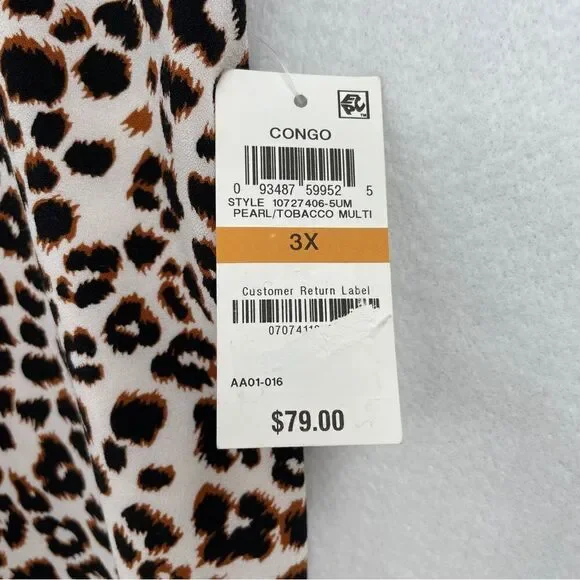 CONGO
0 93487 59952 5
STYLE 10727406-5UM
PEARL/TOBACCO MULTI
3X
Customer Return Label
AA01-016
$79.00